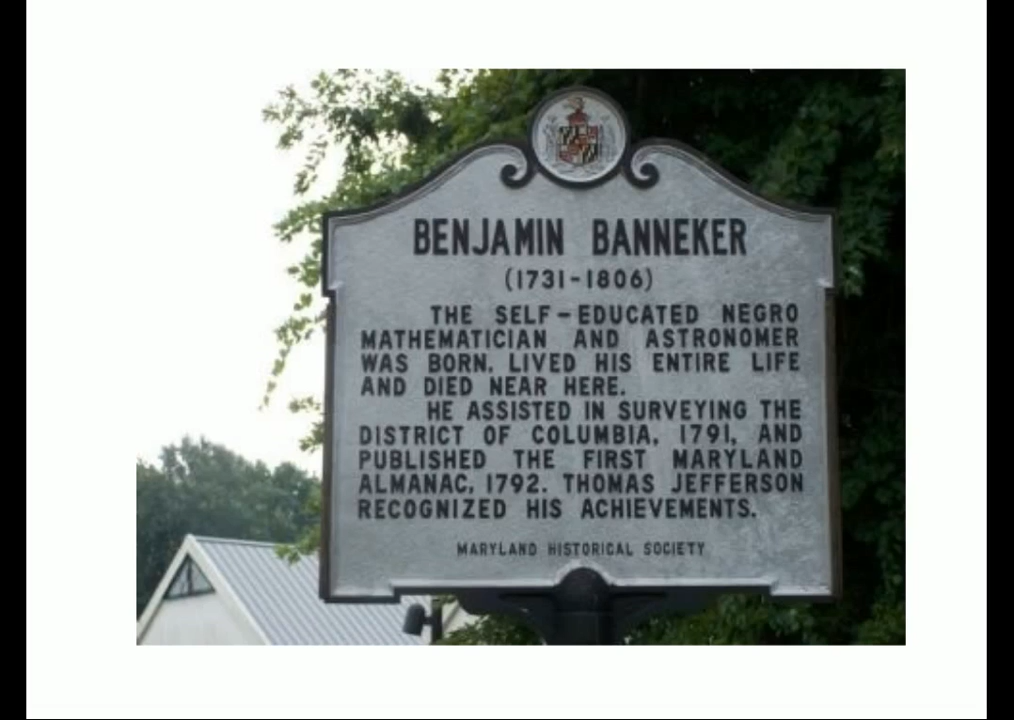 BENJAMIN BANNEKER
(1731-1806)
THE SELF-EDUCATED NEGRO
MATHEMATICIAN AND ASTRONOMER
WAS BORN, LIVED HIS ENTIRE LIFE
AND DIED NEAR HERE.
HE ASSISTED IN SURVEYING THE
DISTRICT OF COLUMBIA, 1791, AND
PUBLISHED THE FIRST MARYLAND
ALMANAC, 1792. THOMAS JEFFERSON
RECOGNIZED HIS ACHIEVEMENTS.
MARYLAND HISTORICAL SOCIETY